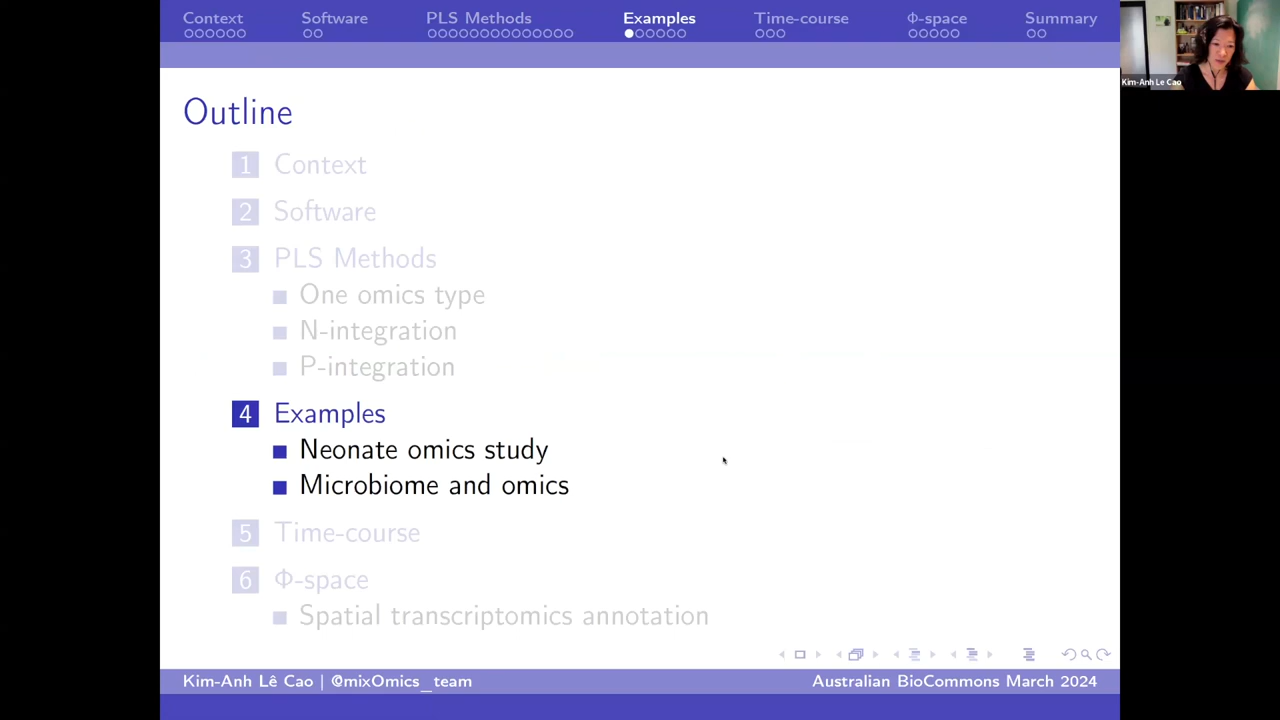 Context Software PLS Methods Examples Time-course Φ-space Summary
Kim-Anh Le Cao
Outline
1 Context
2 Software
3 PLS Methods
One omics type
N-integration
P-integration
4 Examples
Neonate omics study
Microbiome and omics
5 Time-course
6 Φ-space
Spatial transcriptomics annotation
Kim-Anh Lê Cao | @mixOmics_team Australian BioCommons March 2024